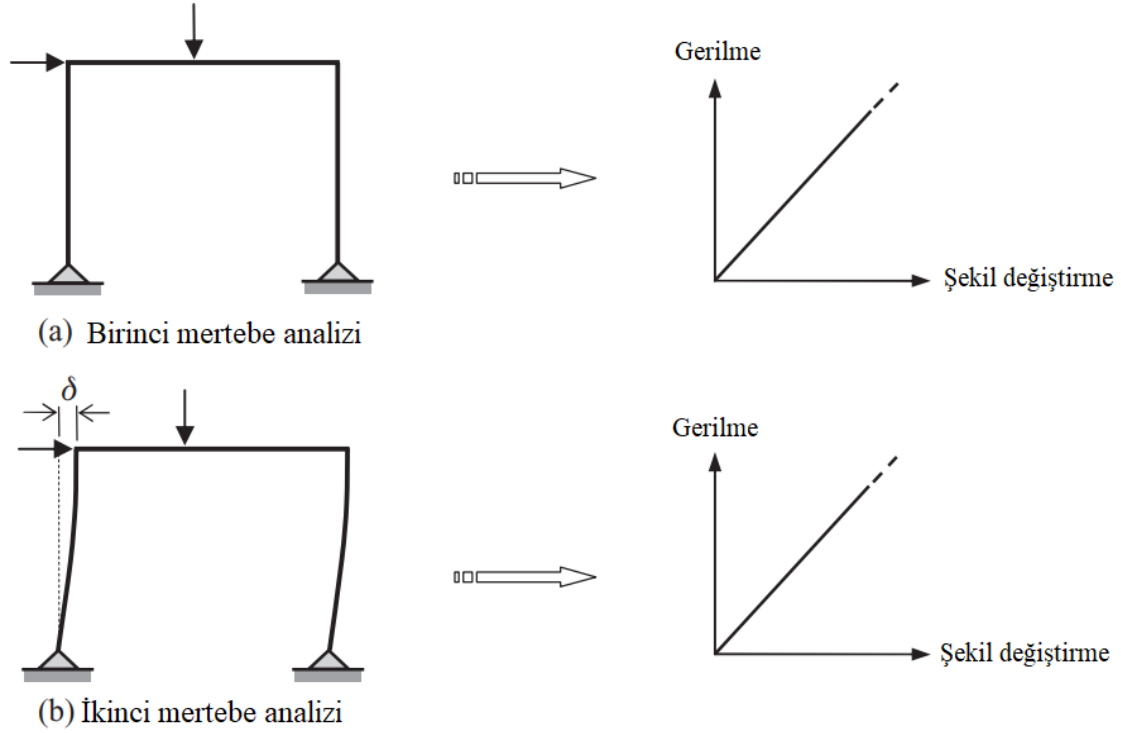 Gerilme
Şekil değiştirme
(a) Birinci mertebe analizi
δ
Gerilme
Şekil değiştirme
(b) İkinci mertebe analizi